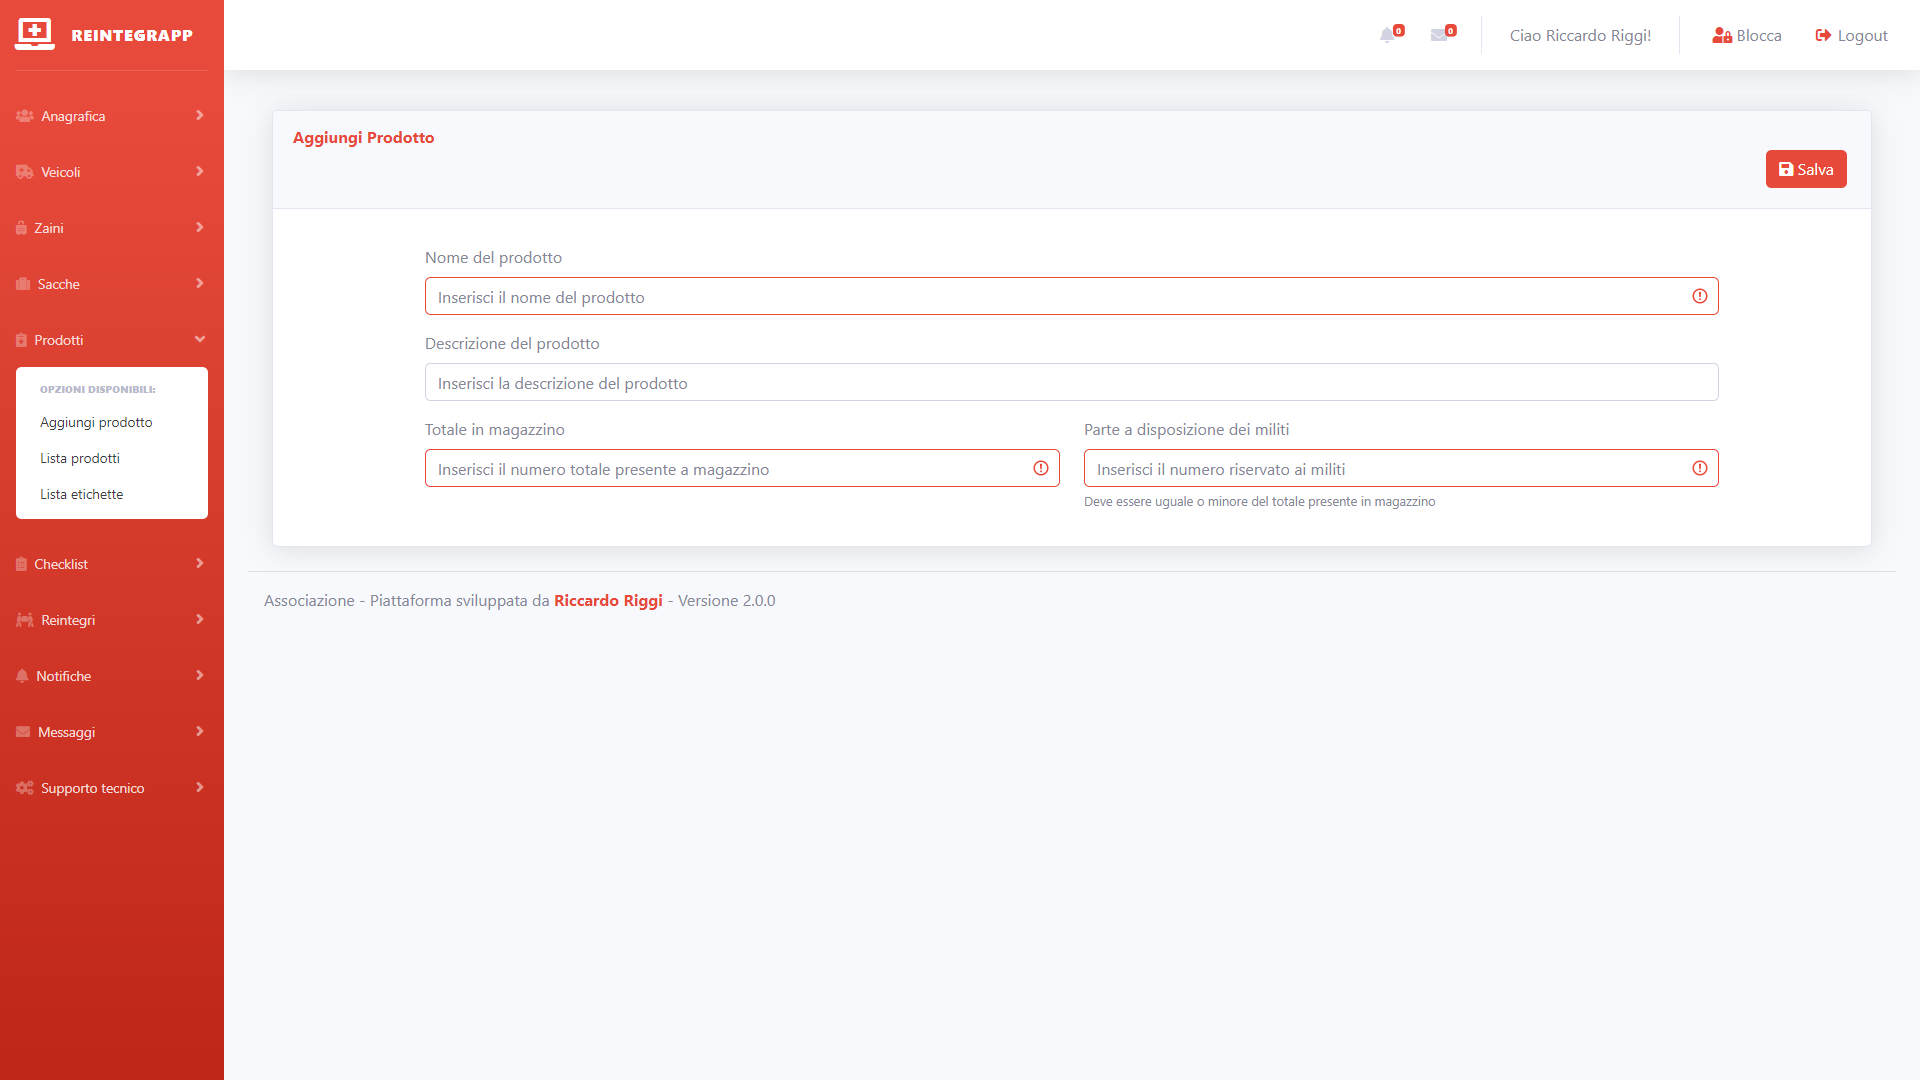 REINTEGRAPP
0
0
Ciao Riccardo Riggi!
Blocca
Logout
Anagrafica
Veicoli
Zaini
Sacche
Prodotti
OPZIONI DISPONIBILI:
Aggiungi prodotto
Lista prodotti
Lista etichette
Checklist
Reintegri
Notifiche
Messaggi
Supporto tecnico
Aggiungi Prodotto
Salva
Nome del prodotto
Inserisci il nome del prodotto
Descrizione del prodotto
Inserisci la descrizione del prodotto
Totale in magazzino
Inserisci il numero totale presente a magazzino
Parte a disposizione dei militi
Inserisci il numero riservato ai militi
Deve essere uguale o minore del totale presente in magazzino
Associazione - Piattaforma sviluppata da Riccardo Riggi - Versione 2.0.0